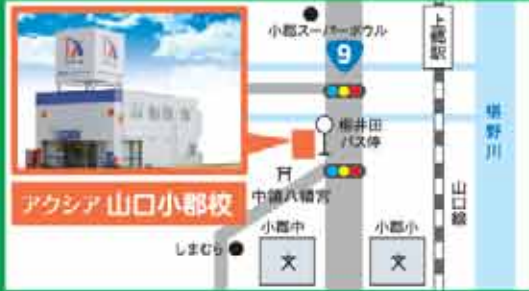 小郡スーパーボウル
9
上郷駅
柳井田
バス停
椹野川
中領八幡宮
アクシア 山口小郡校
山口線
しまむら
小郡中
小郡小
文
文